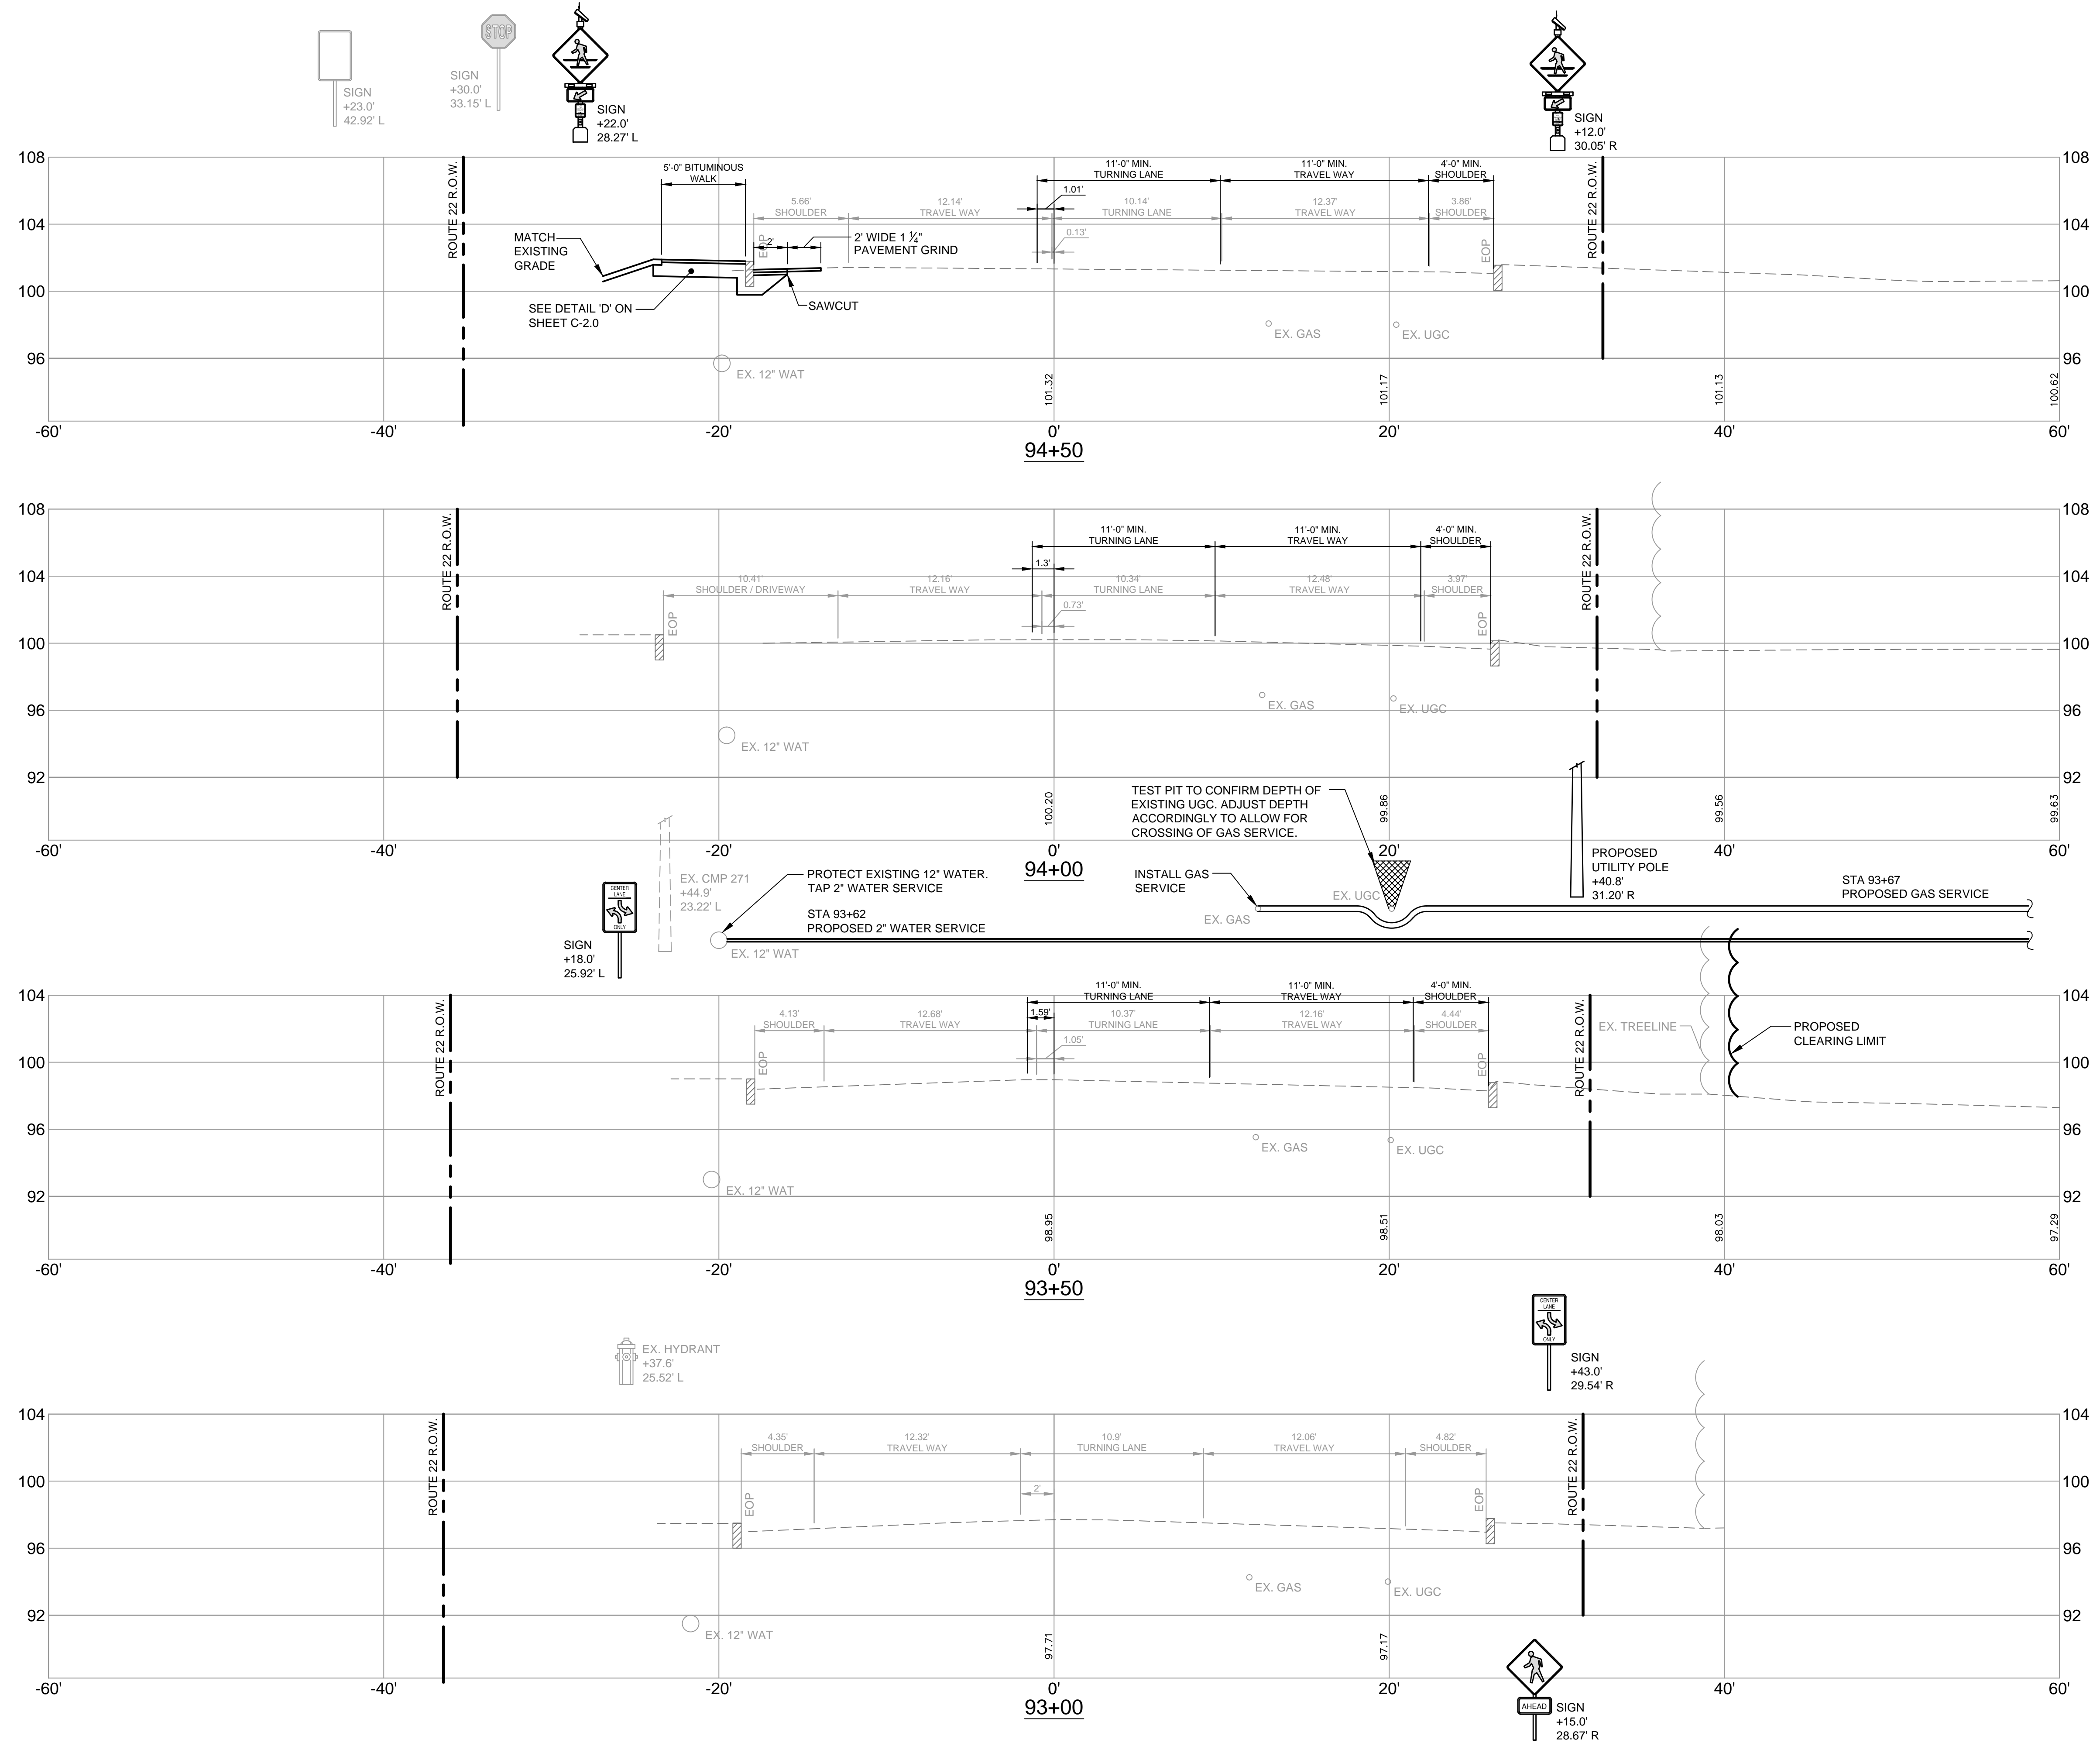 SIGN
+23.0'
42.92' L
STOP
SIGN
+30.0'
33.15' L
SIGN
+22.0'
28.27' L
SIGN
+12.0'
30.05' R
108
104
100
96
ROUTE 22 R.O.W.
MATCH
EXISTING
GRADE
5'-0" BITUMINOUS
WALK
SEE DETAIL 'D' ON
SHEET C-2.0
EOP
2'
2' WIDE 1 ¼"
PAVEMENT GRIND
SAWCUT
5.66'
SHOULDER
12.14'
TRAVEL WAY
1.01'
0.13'
11'-0" MIN.
TURNING LANE
10.14'
TURNING LANE
11'-0" MIN.
TRAVEL WAY
12.37'
TRAVEL WAY
4'-0" MIN.
SHOULDER
3.86'
SHOULDER
EOP
ROUTE 22 R.O.W.
108
104
100
96
EX. 12" WAT
EX. GAS
EX. UGC
101.32
101.17
101.13
100.62
-60'
-40'
-20'
0'
20'
40'
60'
94+50
108
104
100
96
92
ROUTE 22 R.O.W.
10.41'
SHOULDER / DRIVEWAY
EOP
12.16'
TRAVEL WAY
1.3'
0.73'
11'-0" MIN.
TURNING LANE
10.34'
TURNING LANE
11'-0" MIN.
TRAVEL WAY
12.48'
TRAVEL WAY
4'-0" MIN.
SHOULDER
3.97'
SHOULDER
EOP
ROUTE 22 R.O.W.
108
104
100
96
92
EX. 12" WAT
EX. GAS
EX. UGC
100.20
99.86
99.56
99.63
-60'
-40'
-20'
0'
20'
40'
60'
94+00
TEST PIT TO CONFIRM DEPTH OF
EXISTING UGC. ADJUST DEPTH
ACCORDINGLY TO ALLOW FOR
CROSSING OF GAS SERVICE.
CENTER
LANE
ONLY
SIGN
+18.0'
25.92' L
EX. CMP 271
+44.9'
23.22' L
PROTECT EXISTING 12" WATER.
TAP 2" WATER SERVICE
STA 93+62
PROPOSED 2" WATER SERVICE
EX. 12" WAT
INSTALL GAS
SERVICE
EX. GAS
EX. UGC
PROPOSED
UTILITY POLE
+40.8'
31.20' R
STA 93+67
PROPOSED GAS SERVICE
104
100
96
92
ROUTE 22 R.O.W.
4.13'
SHOULDER
EOP
12.68'
TRAVEL WAY
1.59'
1.05'
11'-0" MIN.
TURNING LANE
10.37'
TURNING LANE
11'-0" MIN.
TRAVEL WAY
12.16'
TRAVEL WAY
4'-0" MIN.
SHOULDER
4.44'
SHOULDER
EOP
ROUTE 22 R.O.W.
EX. TREELINE
PROPOSED
CLEARING LIMIT
104
100
96
92
EX. 12" WAT
EX. GAS
EX. UGC
98.95
98.51
98.03
97.29
-60'
-40'
-20'
0'
20'
40'
60'
93+50
EX. HYDRANT
+37.6'
25.52' L
CENTER
LANE
ONLY
SIGN
+43.0'
29.54' R
104
100
96
92
ROUTE 22 R.O.W.
4.35'
SHOULDER
EOP
12.32'
TRAVEL WAY
2'
10.9'
TURNING LANE
12.06'
TRAVEL WAY
4.82'
SHOULDER
EOP
ROUTE 22 R.O.W.
104
100
96
92
EX. 12" WAT
EX. GAS
EX. UGC
97.71
97.17
-60'
-40'
-20'
0'
20'
40'
60'
93+00
AHEAD
SIGN
+15.0'
28.67' R